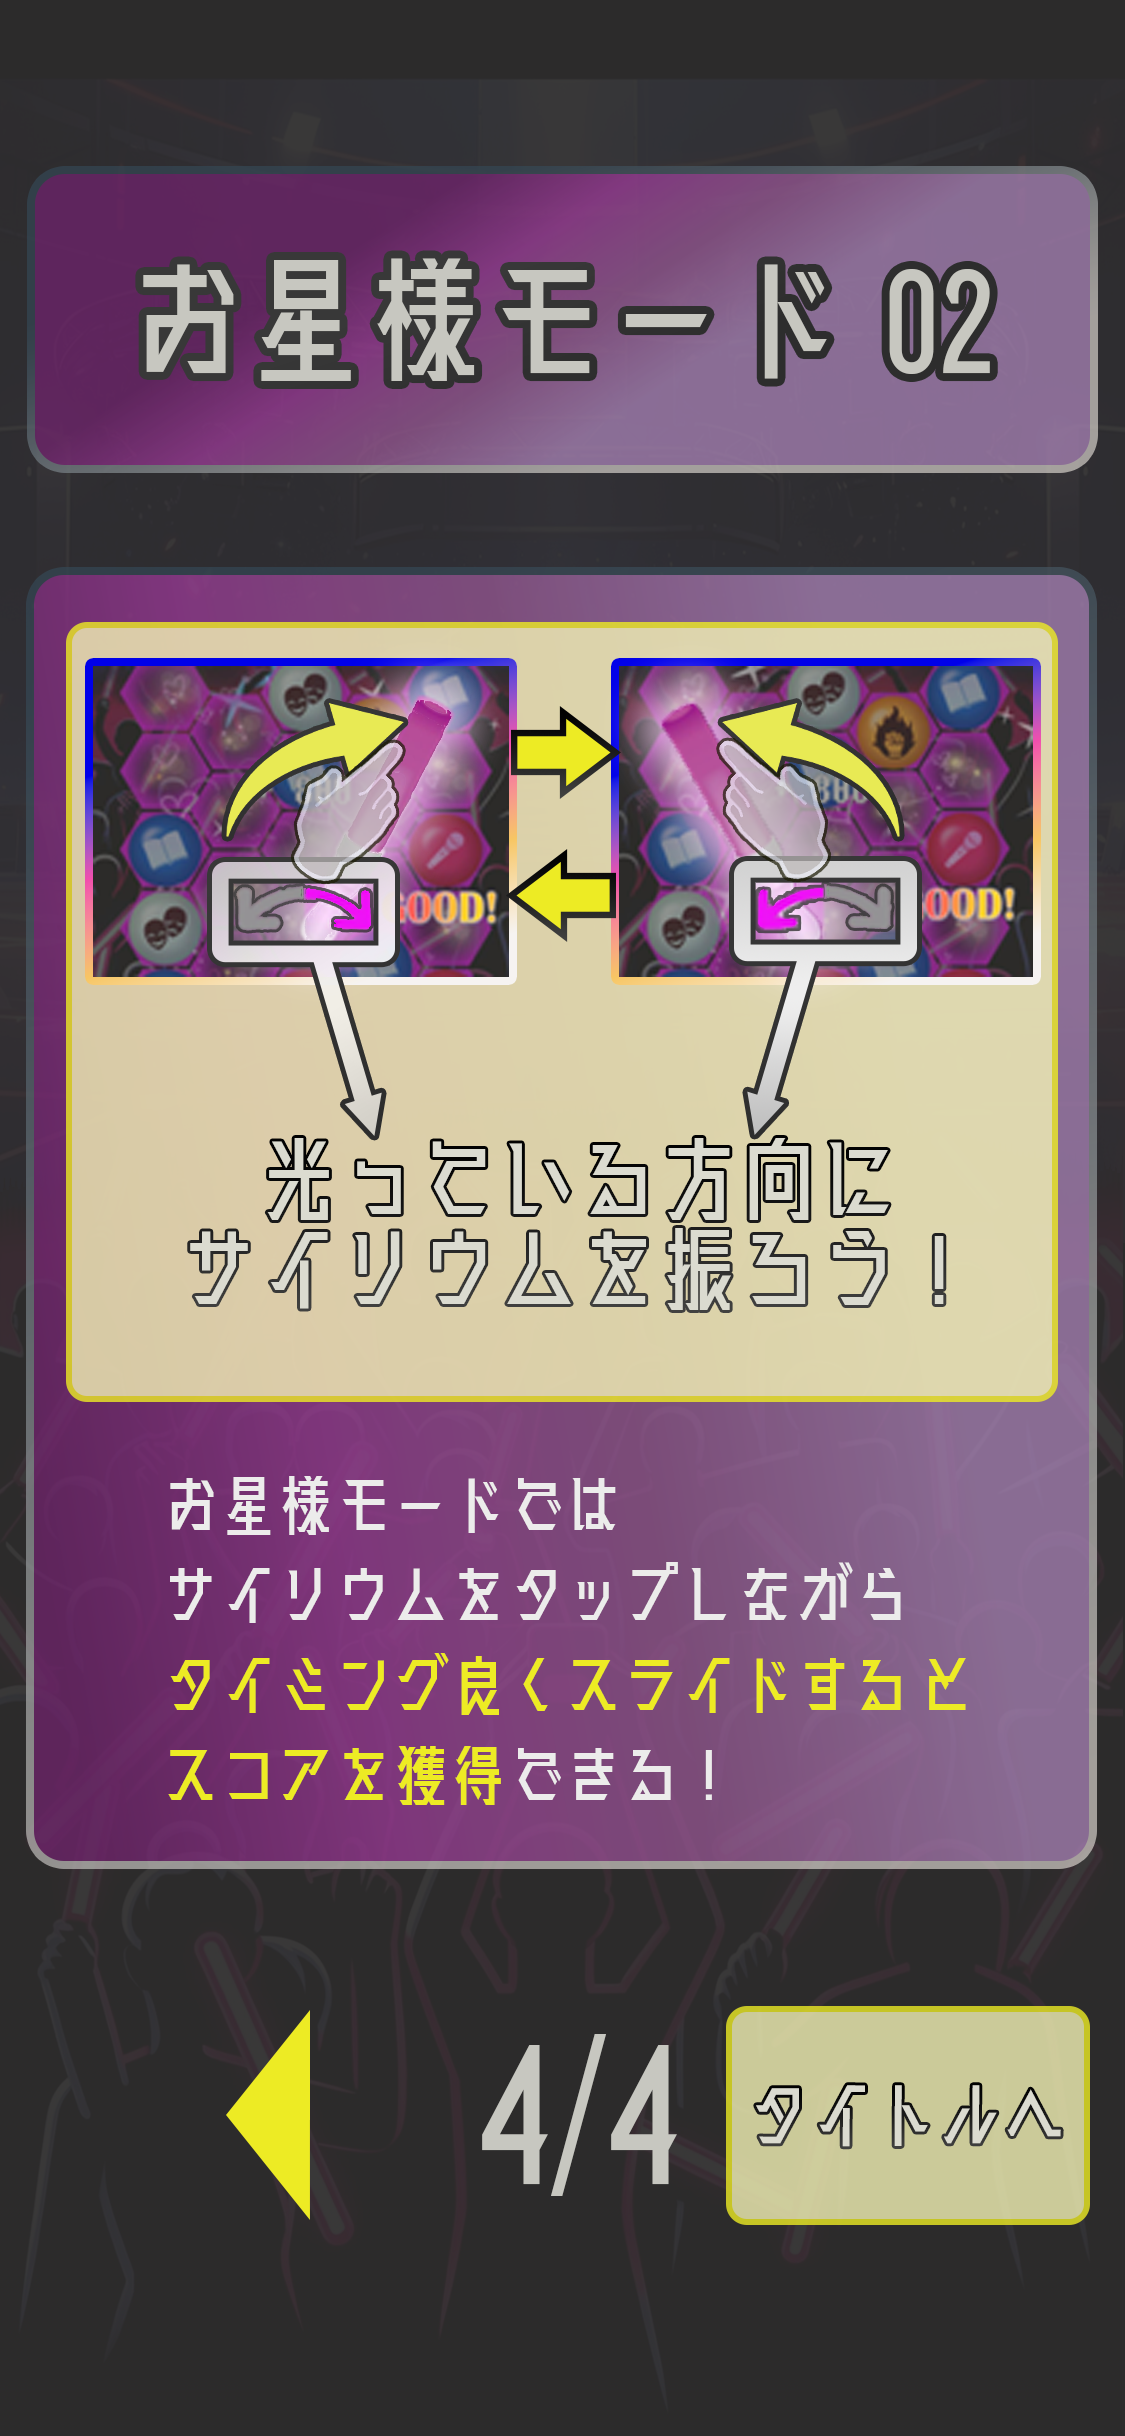 お星様モード 02
GOOD!
OOD!
光っている方向に
サイリウムを振ろう！
お星様モードでは
サイリウムをタップしながら
タイミング良くスライドすると
スコアを獲得できる！
4/4
タイトルへ